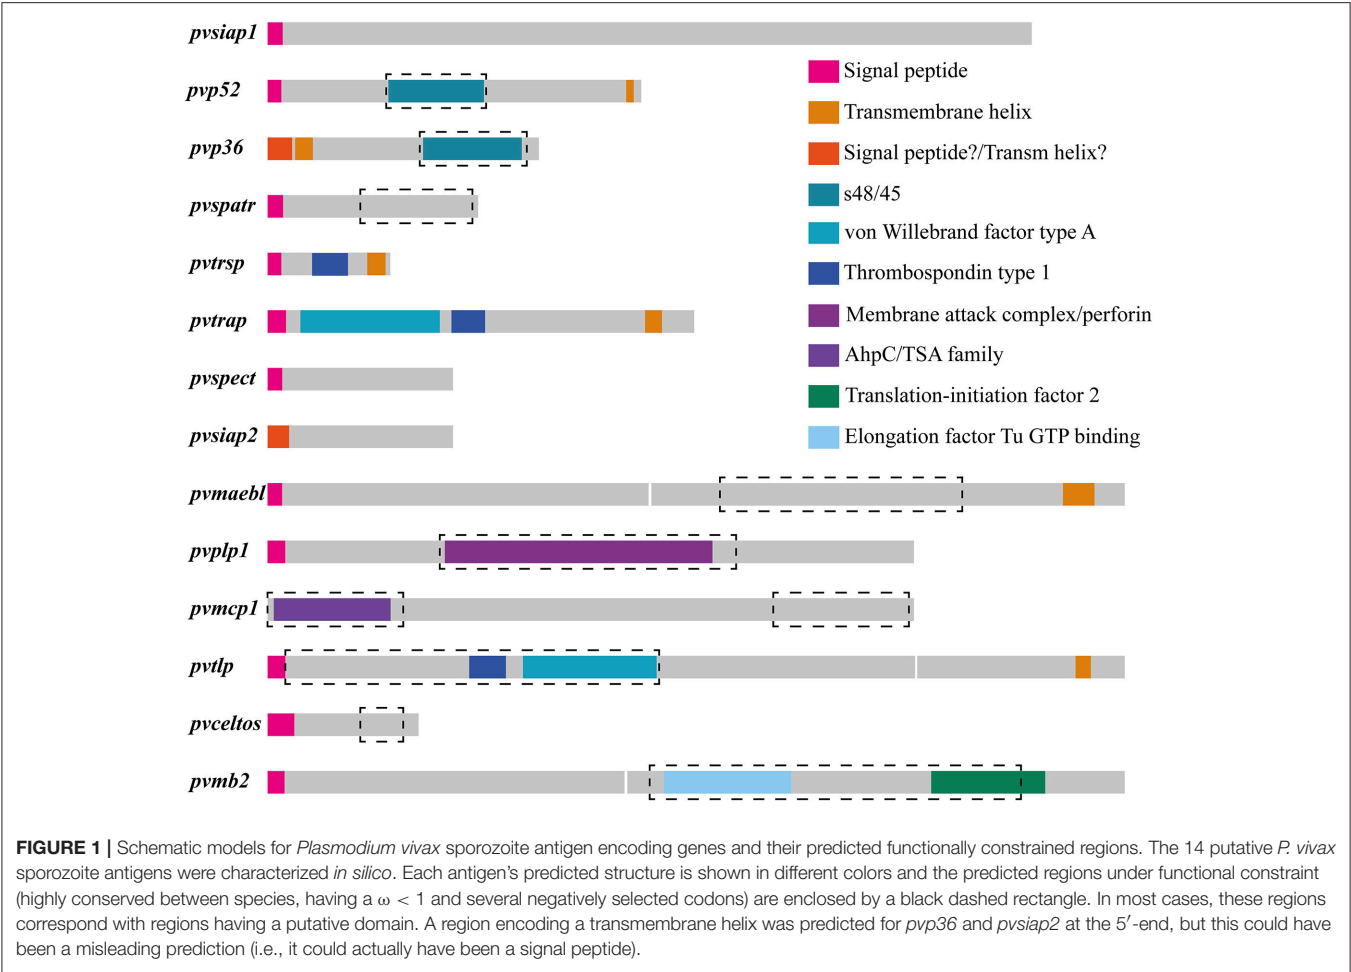 pvsiap1
pvp52
pvp36
pvspatr
pvtrsp
pvtrap
pvspect
pvsiap2
pvmaebl
pvplp1
pvmcp1
pvtlp
pvceltos
pvmb2
Signal peptide
Transmembrane helix
Signal peptide?/Transm helix?
s48/45
von Willebrand factor type A
Thrombospondin type 1
Membrane attack complex/perforin
AhpC/TSA family
Translation-initiation factor 2
Elongation factor Tu GTP binding
FIGURE 1 | Schematic models for Plasmodium vivax sporozoite antigen encoding genes and their predicted functionally constrained regions. The 14 putative P. vivax
sporozoite antigens were characterized in silico. Each antigen's predicted structure is shown in different colors and the predicted regions under functional constraint
(highly conserved between species, having a ω < 1 and several negatively selected codons) are enclosed by a black dashed rectangle. In most cases, these regions
correspond with regions having a putative domain. A region encoding a transmembrane helix was predicted for pvp36 and pvsiap2 at the 5′-end, but this could have
been a misleading prediction (i.e., it could actually have been a signal peptide).